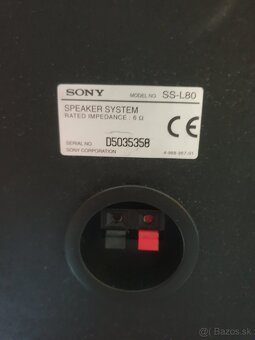 SONY MODEL NO. SS-L80
SPEAKER SYSTEM
RATED IMPEDANCE : 6 Ω
SERIAL NO. D5035358
SONY CORPORATION
CE
bazos.sk